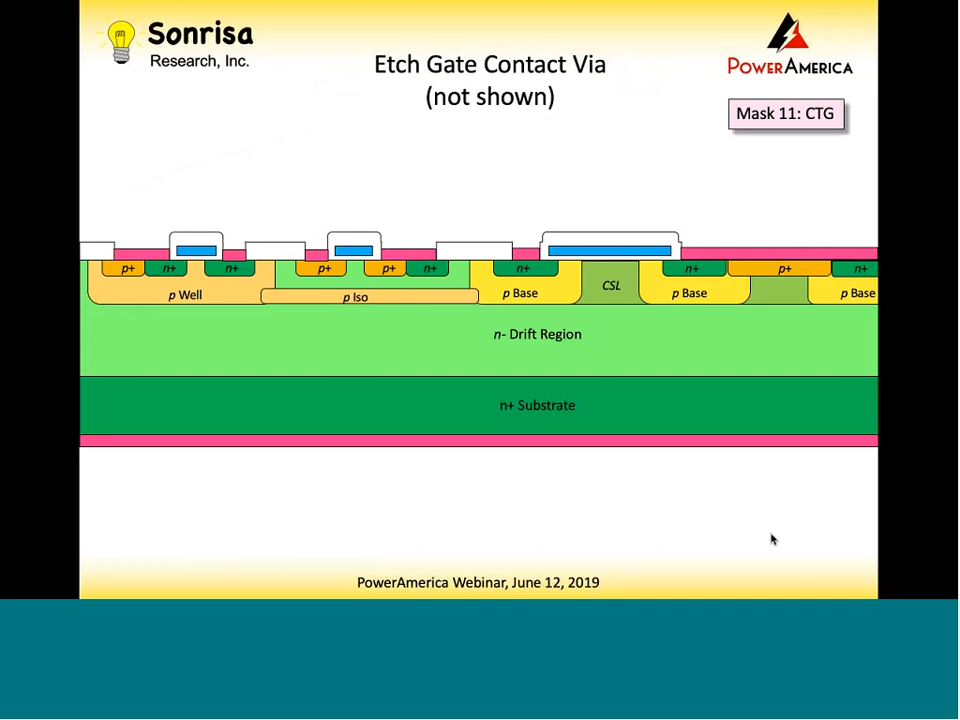 Sonrisa
Research, Inc.
Etch Gate Contact Via
(not shown)
POWERAMERICA
Mask 11: CTG
p+ n+ n+ p+ p+ n+ n+ n+ p+ n+
p Well p Iso p Base CSL p Base p Base
n- Drift Region
n+ Substrate
PowerAmerica Webinar, June 12, 2019